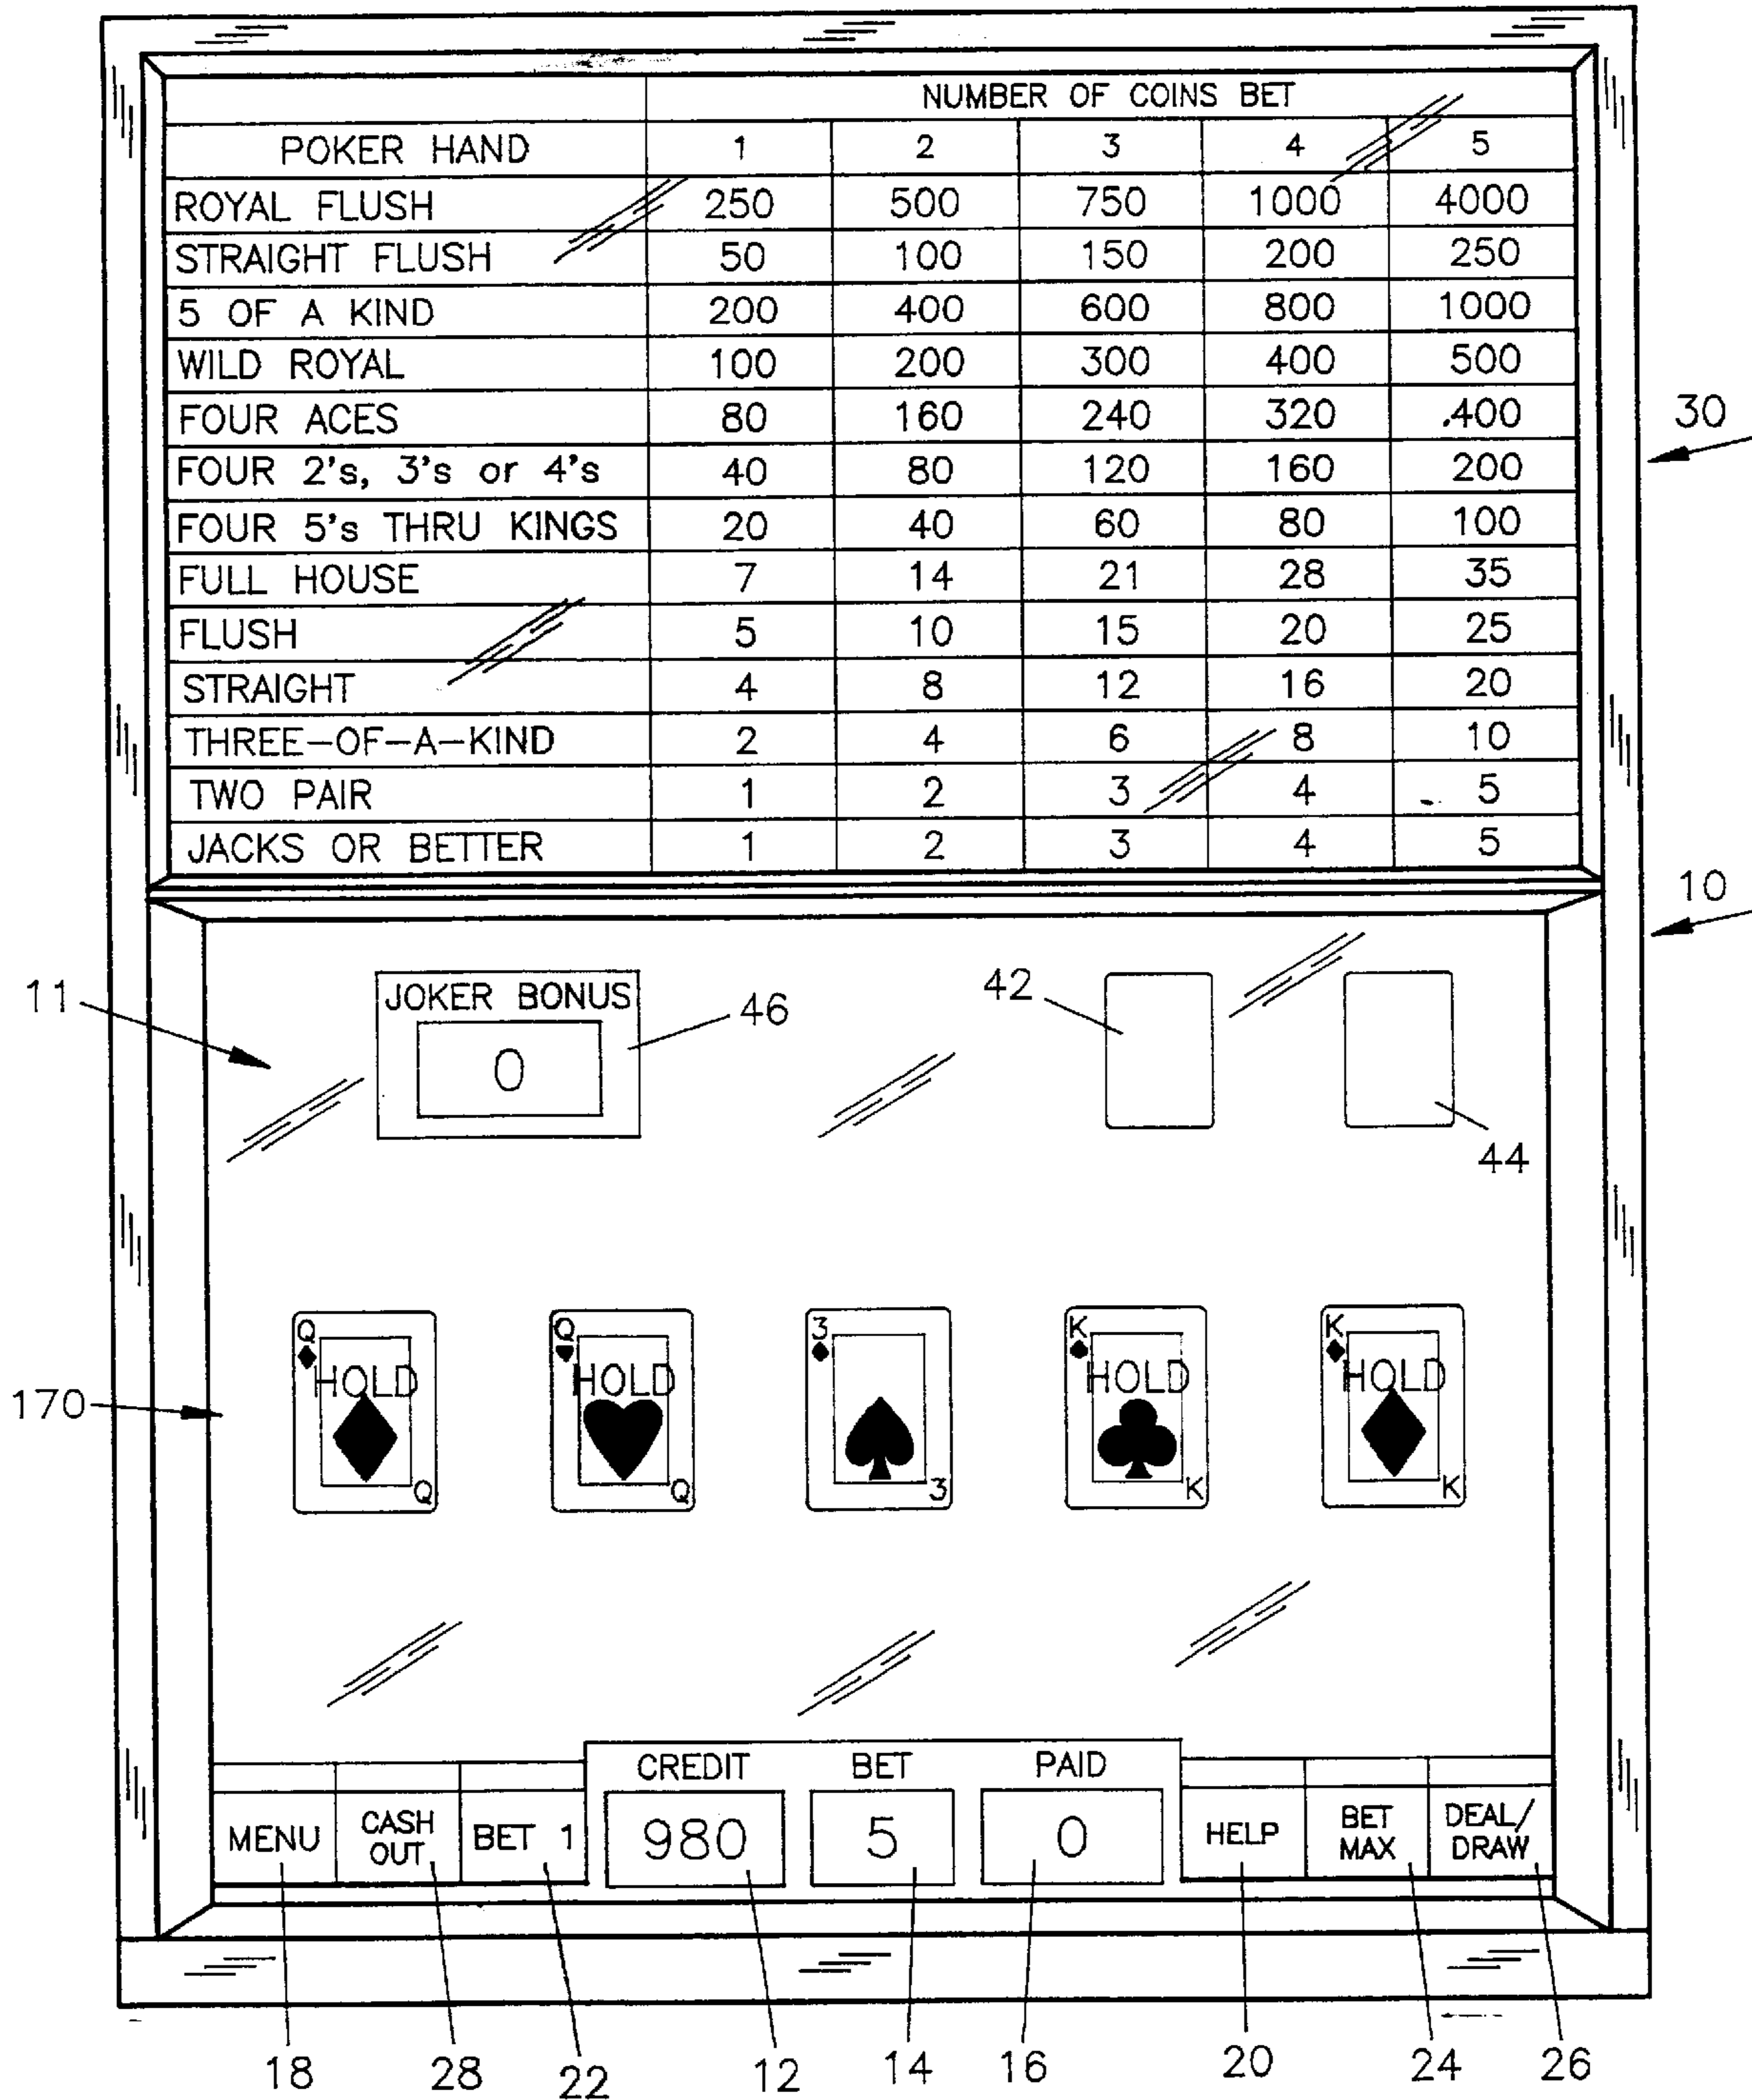 NUMBER OF COINS BET
POKER HAND 1 2 3 4 5
ROYAL FLUSH 250 500 750 1000 4000
STRAIGHT FLUSH 50 100 150 200 250
5 OF A KIND 200 400 600 800 1000
WILD ROYAL 100 200 300 400 500
FOUR ACES 80 160 240 320 400
FOUR 2's, 3's or 4's 40 80 120 160 200
FOUR 5's THRU KINGS 20 40 60 80 100
FULL HOUSE 7 14 21 28 35
FLUSH 5 10 15 20 25
STRAIGHT 4 8 12 16 20
THREE-OF-A-KIND 2 4 6 8 10
TWO PAIR 1 2 3 4 5
JACKS OR BETTER 1 2 3 4 5
30
10
11
JOKER BONUS
0
46
42
44
170
Q HOLD Q
Q HOLD Q
3 3
K HOLD K
K HOLD K
CREDIT BET PAID
MENU
CASH
OUT
BET 1
980 5 0
HELP
BET
MAX
DEAL/
DRAW
18 28 22 12 14 16 20 24 26